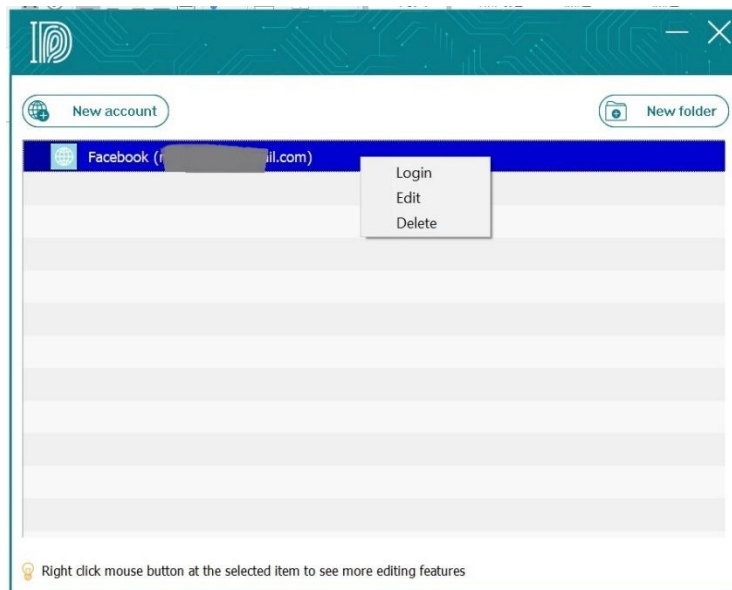 New account
New folder
Facebook (r il.com)
Login
Edit
Delete
Right click mouse button at the selected item to see more editing features